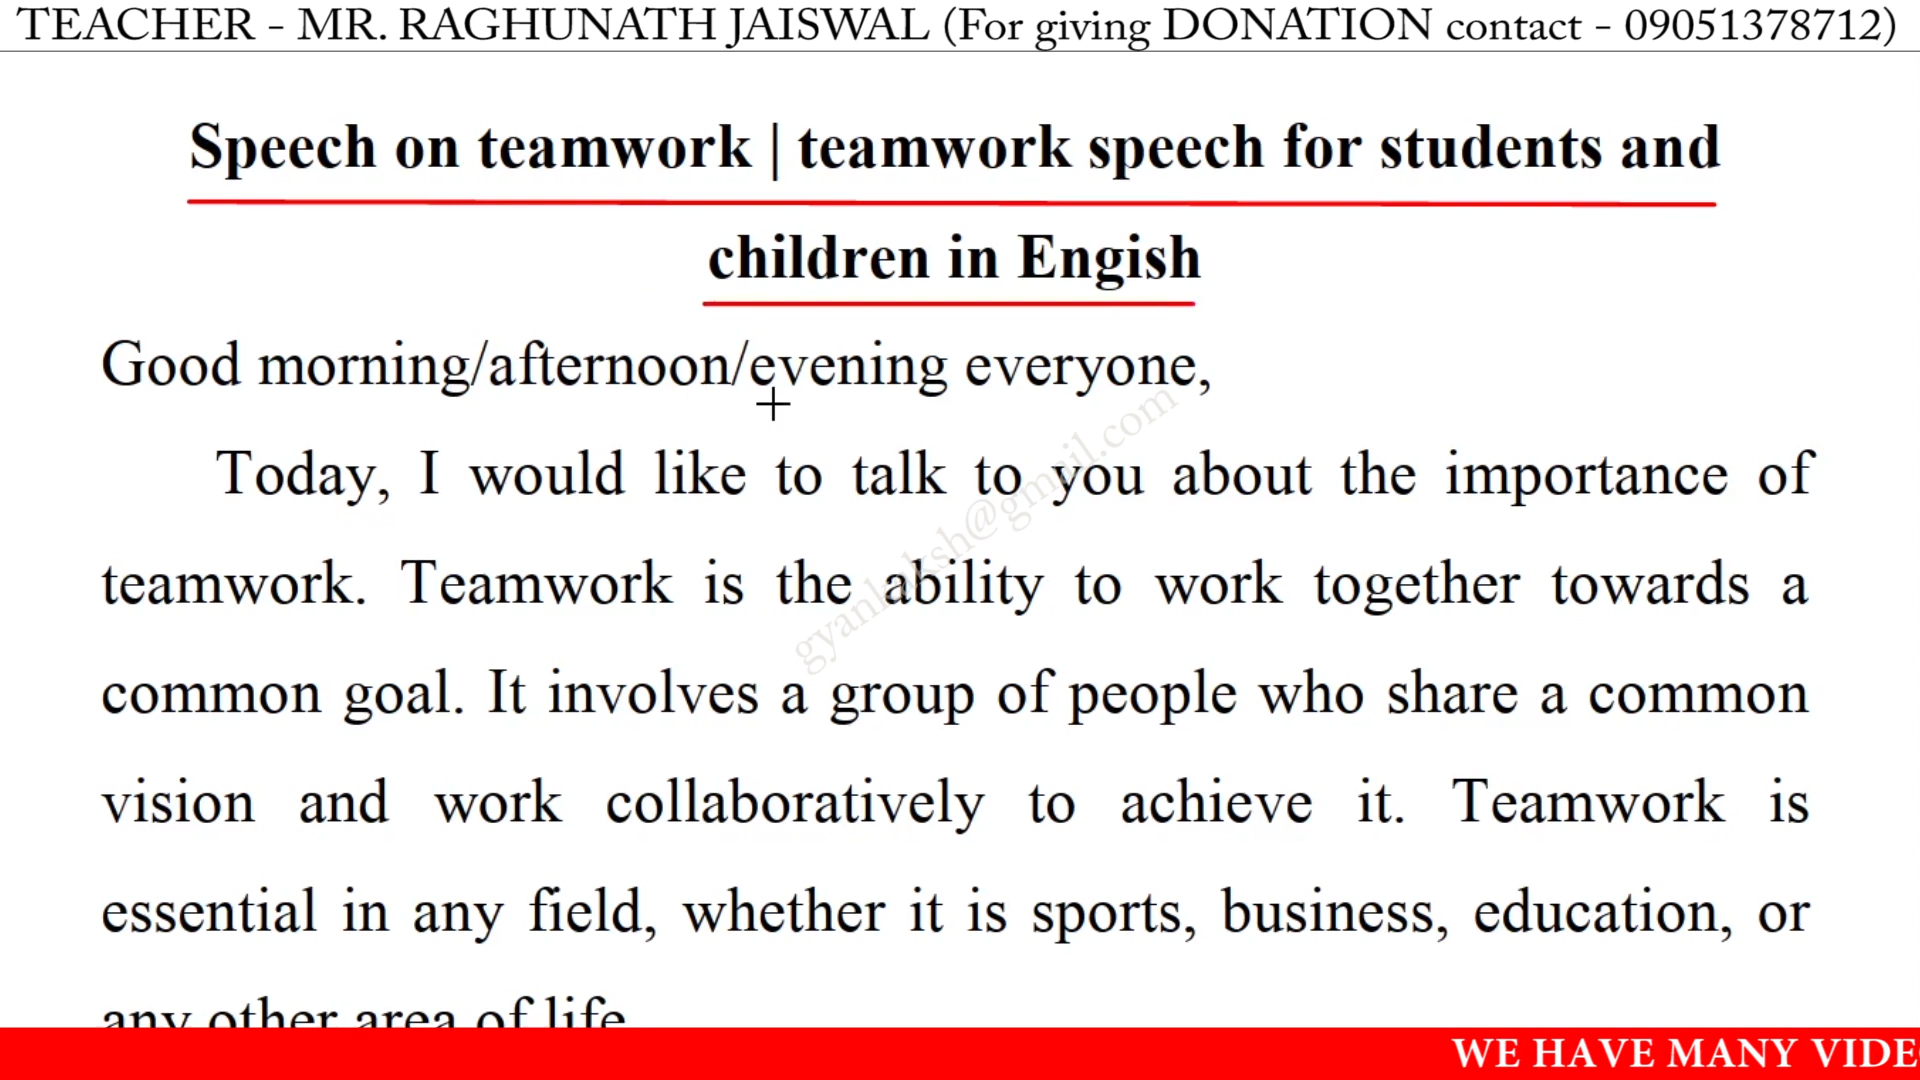 TEACHER - MR. RAGHUNATH JAISWAL (For giving DONATION contact - 09051378712)
Speech on teamwork | teamwork speech for students and
children in Engish
Good morning/afternoon/evening everyone,
Today, I would like to talk to you about the importance of
teamwork. Teamwork is the ability to work together towards a
common goal. It involves a group of people who share a common
vision and work collaboratively to achieve it. Teamwork is
essential in any field, whether it is sports, business, education, or
any other area of life
gyankaksh@gmail.com
WE HAVE MANY VIDE